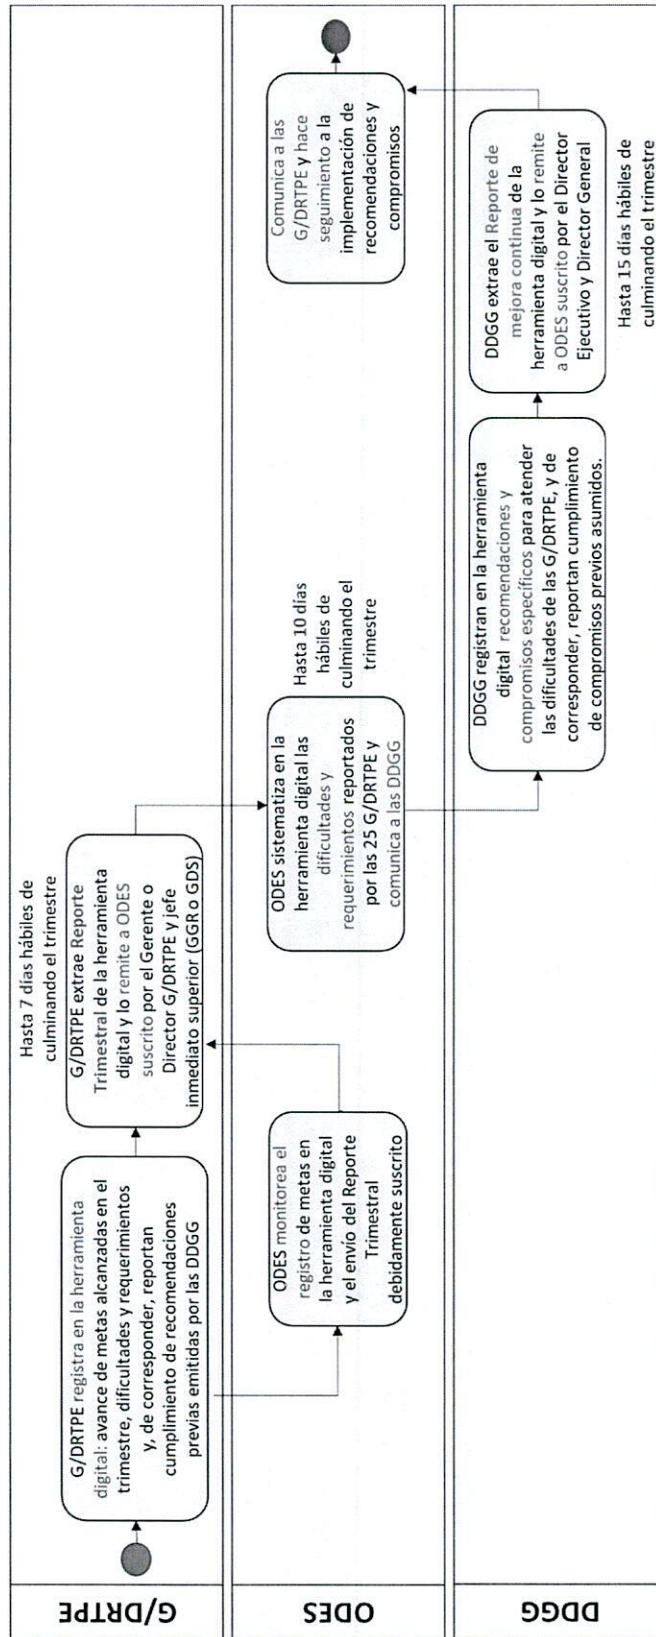 G/DRTPE
Hasta 7 días hábiles de
culminando el trimestre
G/DRTPE registra en la herramienta
digital: avance de metas alcanzadas en el
trimestre, dificultades y requerimientos
y, de corresponder, reportan
cumplimiento de recomendaciones
previas emitidas por las DDGG
G/DRTPE extrae Reporte
Trimestral de la herramienta
digital y lo remite a ODES
suscrito por el Gerente o
Director G/DRTPE y jefe
inmediato superior (GGR o GDS)
ODES
ODES monitorea el
registro de metas en
la herramienta digital
y el envío del Reporte
Trimestral
debidamente suscrito
ODES sistematiza en la
herramienta digital las
dificultades y
requerimientos reportados
por las 25 G/DRTPE y
comunica a las DDGG
Hasta 10 días
hábiles de
culminando el
trimestre
Comunica a las
G/DRTPE y hace
seguimiento a la
implementación de
recomendaciones y
compromisos
DDGG
DDGG registran en la herramienta
digital recomendaciones y
compromisos específicos para atender
las dificultades de las G/DRTPE, y de
corresponder, reportan cumplimiento
de compromisos previos asumidos.
DDGG extrae el Reporte de
mejora continua de la
herramienta digital y lo remite
a ODES suscrito por el Director
Ejecutivo y Director General
Hasta 15 días hábiles de
culminando el trimestre